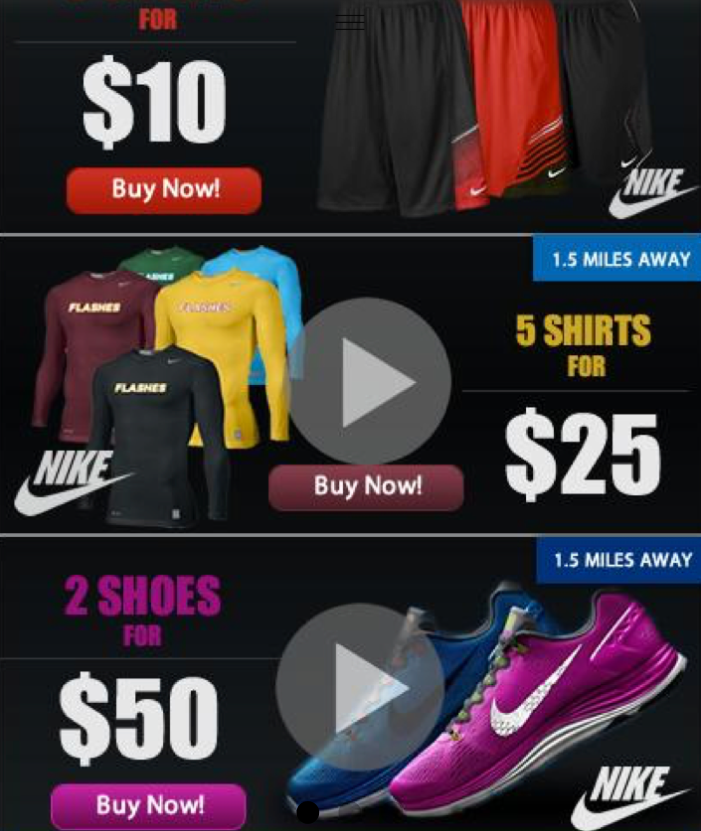 FOR
$10
Buy Now!
NIKE
1.5 MILES AWAY
FLASHES
FLASHES
FLASHES
FLASHES
5 SHIRTS
FOR
$25
NIKE
Buy Now!
1.5 MILES AWAY
2 SHOES
FOR
$50
Buy Now!
NIKE